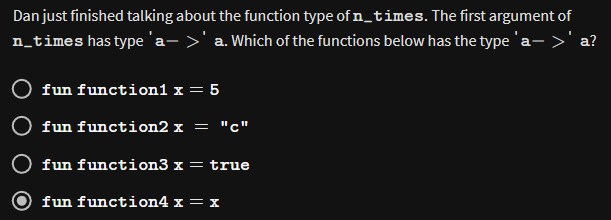 Dan just finished talking about the function type of n_times. The first argument of
n_times has type 'a− >' a. Which of the functions below has the type 'a− >' a?
fun function1 x = 5
fun function2 x = "c"
fun function3 x = true
fun function4 x = x